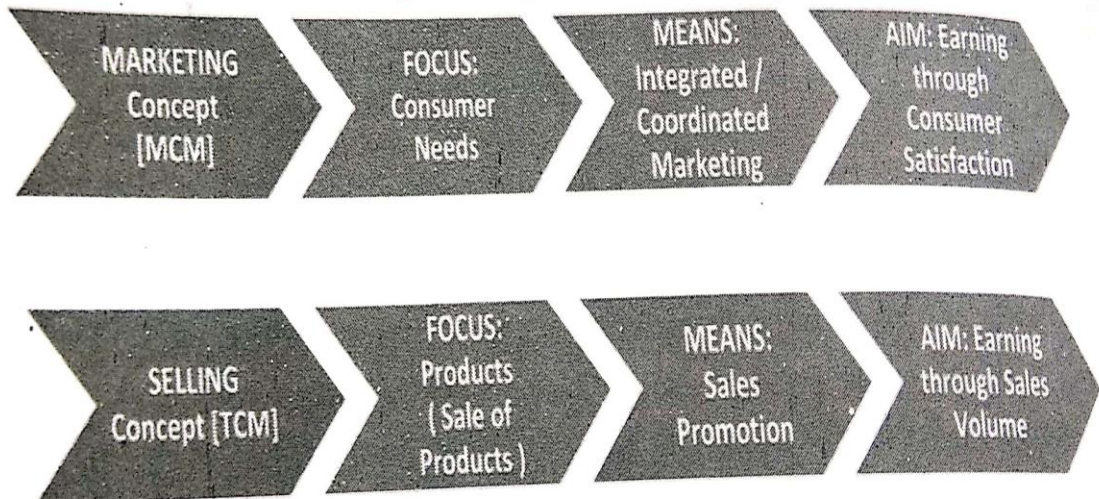 MARKETING
Concept
[MCM]
FOCUS:
Consumer
Needs
MEANS:
Integrated /
Coordinated
Marketing
AIM: Earning
through
Consumer
Satisfaction
SELLING
Concept [TCM]
FOCUS:
Products
( Sale of
Products )
MEANS:
Sales
Promotion
AIM: Earning
through Sales
Volume